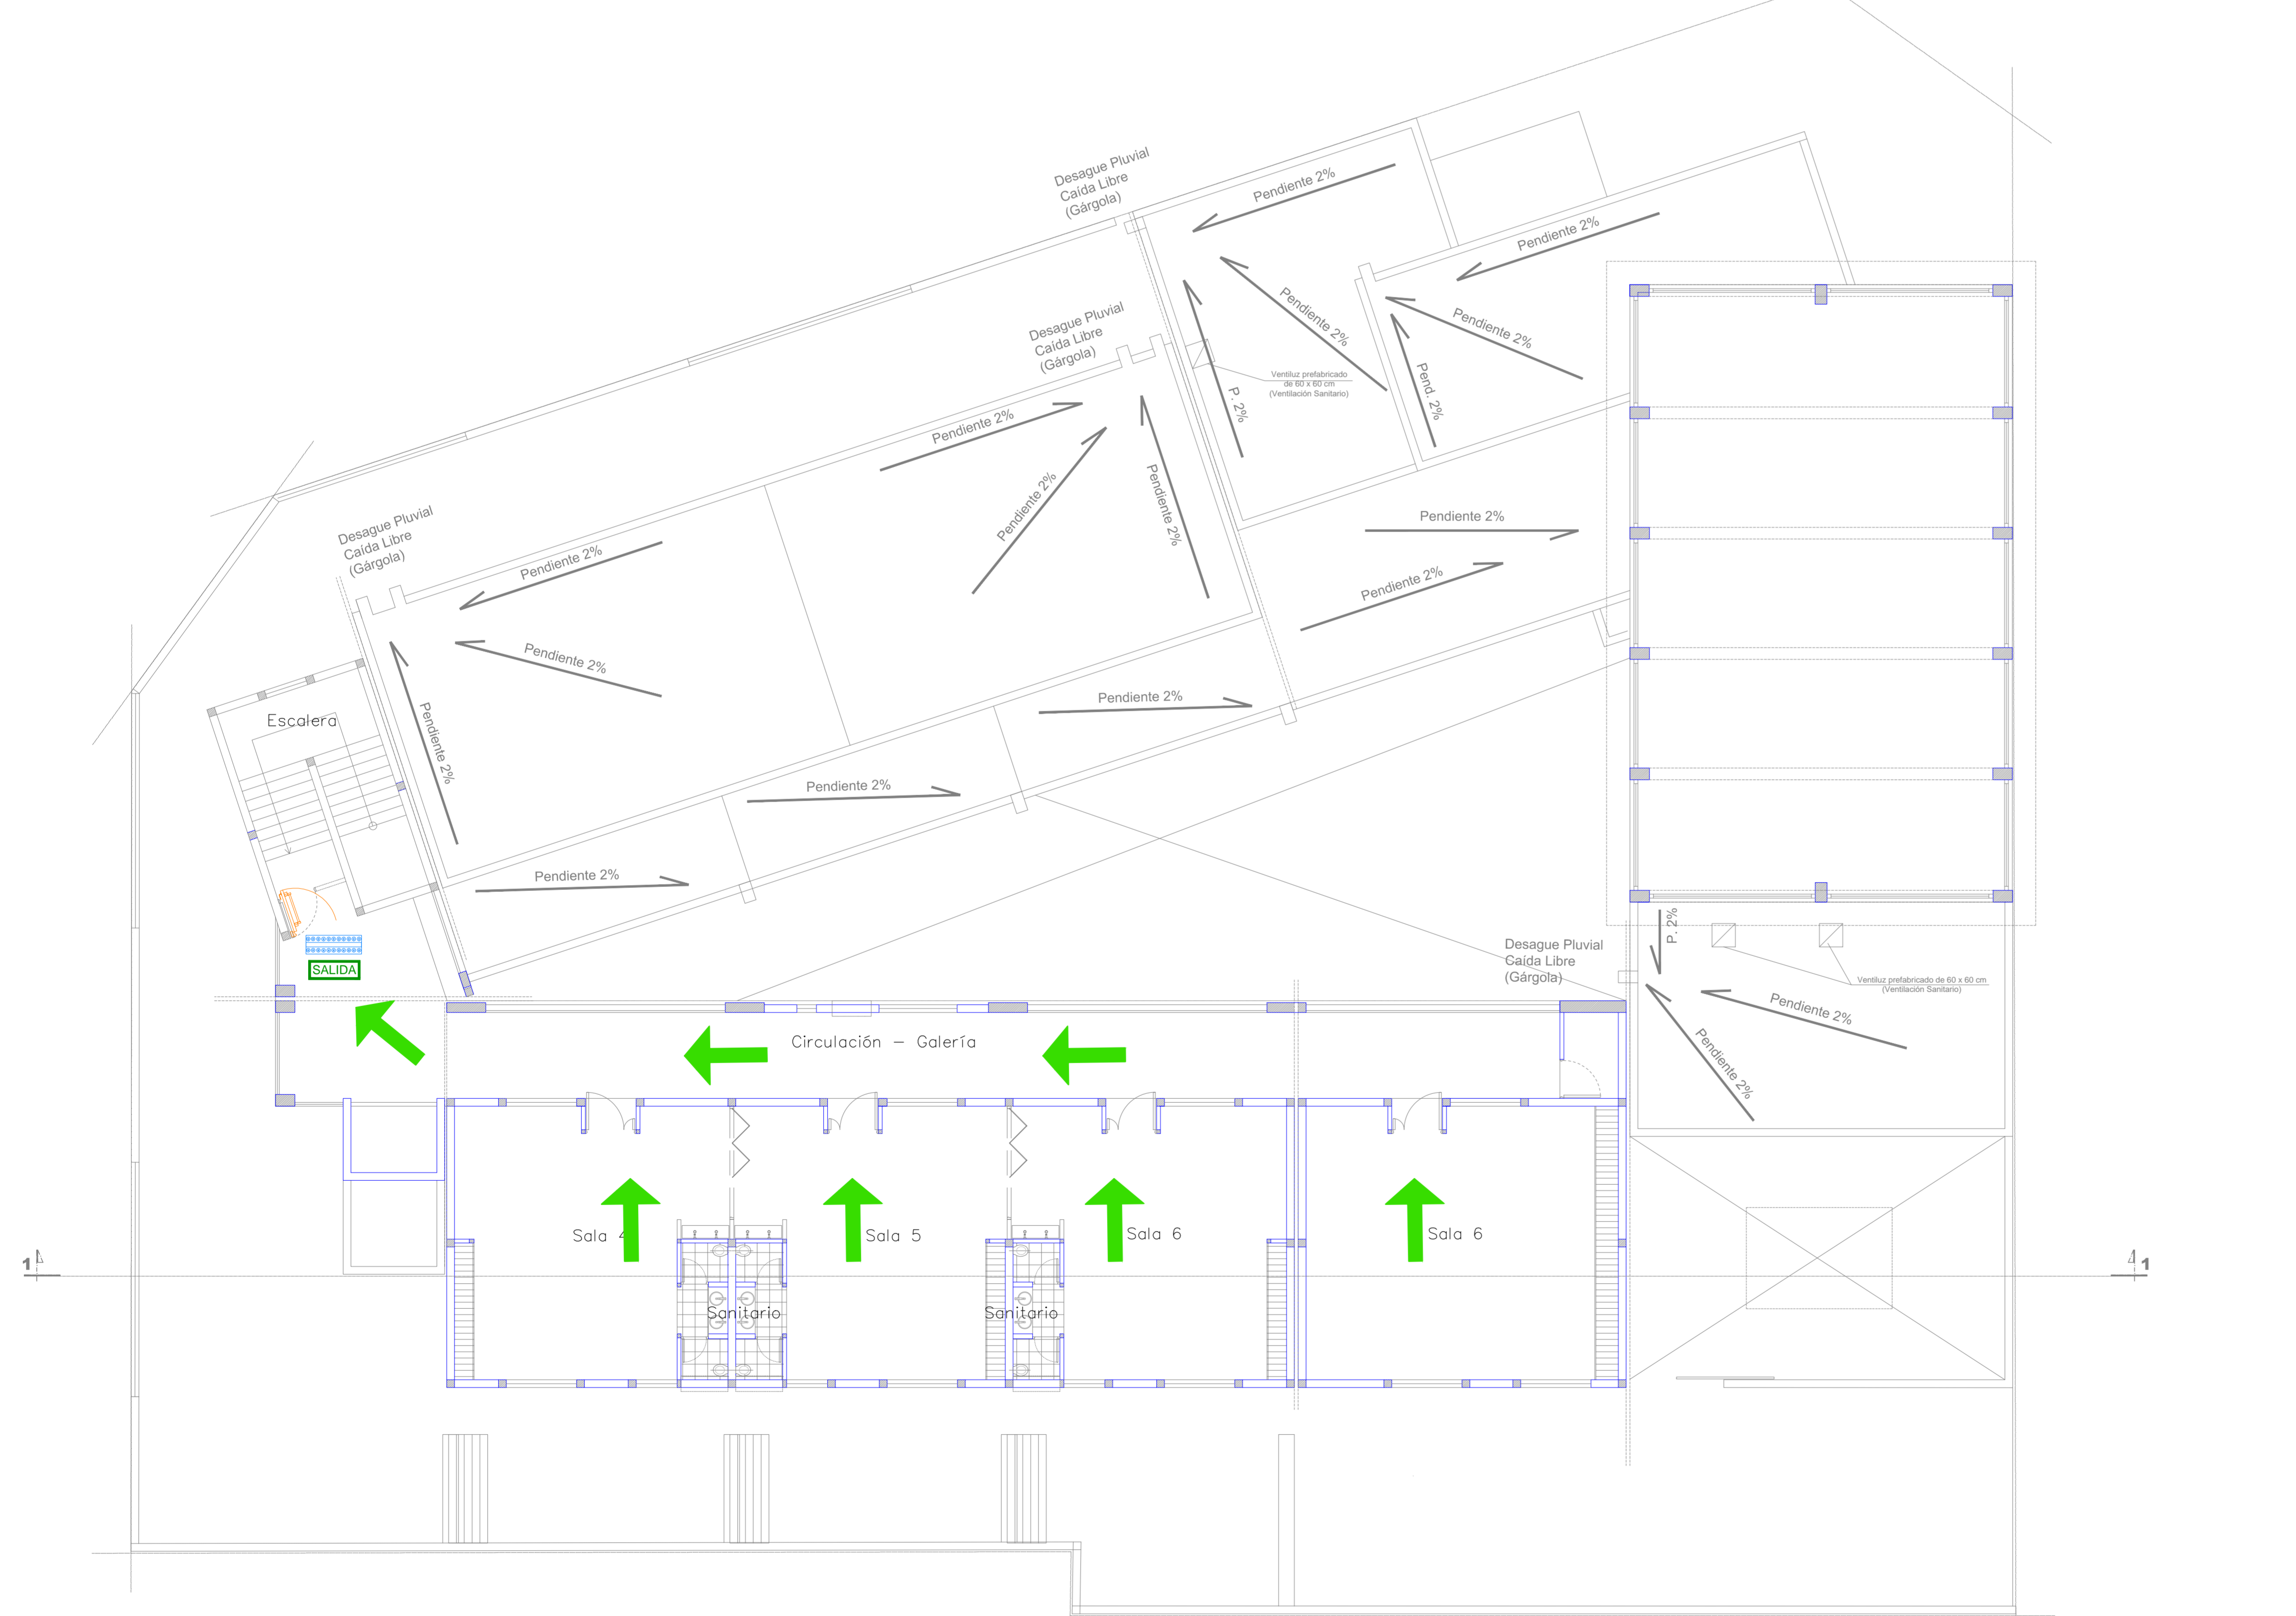 Desague Pluvial
Caída Libre
(Gárgola)
Pendiente 2%
Pendiente 2%
Pendiente 2%
Pendiente 2%
P. 2%
Pend. 2%
Ventiluz prefabricado
de 60 x 60 cm
(Ventilación Sanitario)
Desague Pluvial
Caída Libre
(Gárgola)
Pendiente 2%
Pendiente 2%
Pendiente 2%
Pendiente 2%
Pendiente 2%
Desague Pluvial
Caída Libre
(Gárgola)
Pendiente 2%
Pendiente 2%
Pendiente 2%
Pendiente 2%
Pendiente 2%
Pendiente 2%
Escalera
SALIDA
Desague Pluvial
Caída Libre
(Gárgola)
P. 2%
Pendiente 2%
Pendiente 2%
Ventiluz prefabricado de 60 x 60 cm
(Ventilación Sanitario)
Circulación – Galería
Sala 4
Sala 5
Sala 6
Sala 6
1
1
Sanitario
Sanitario